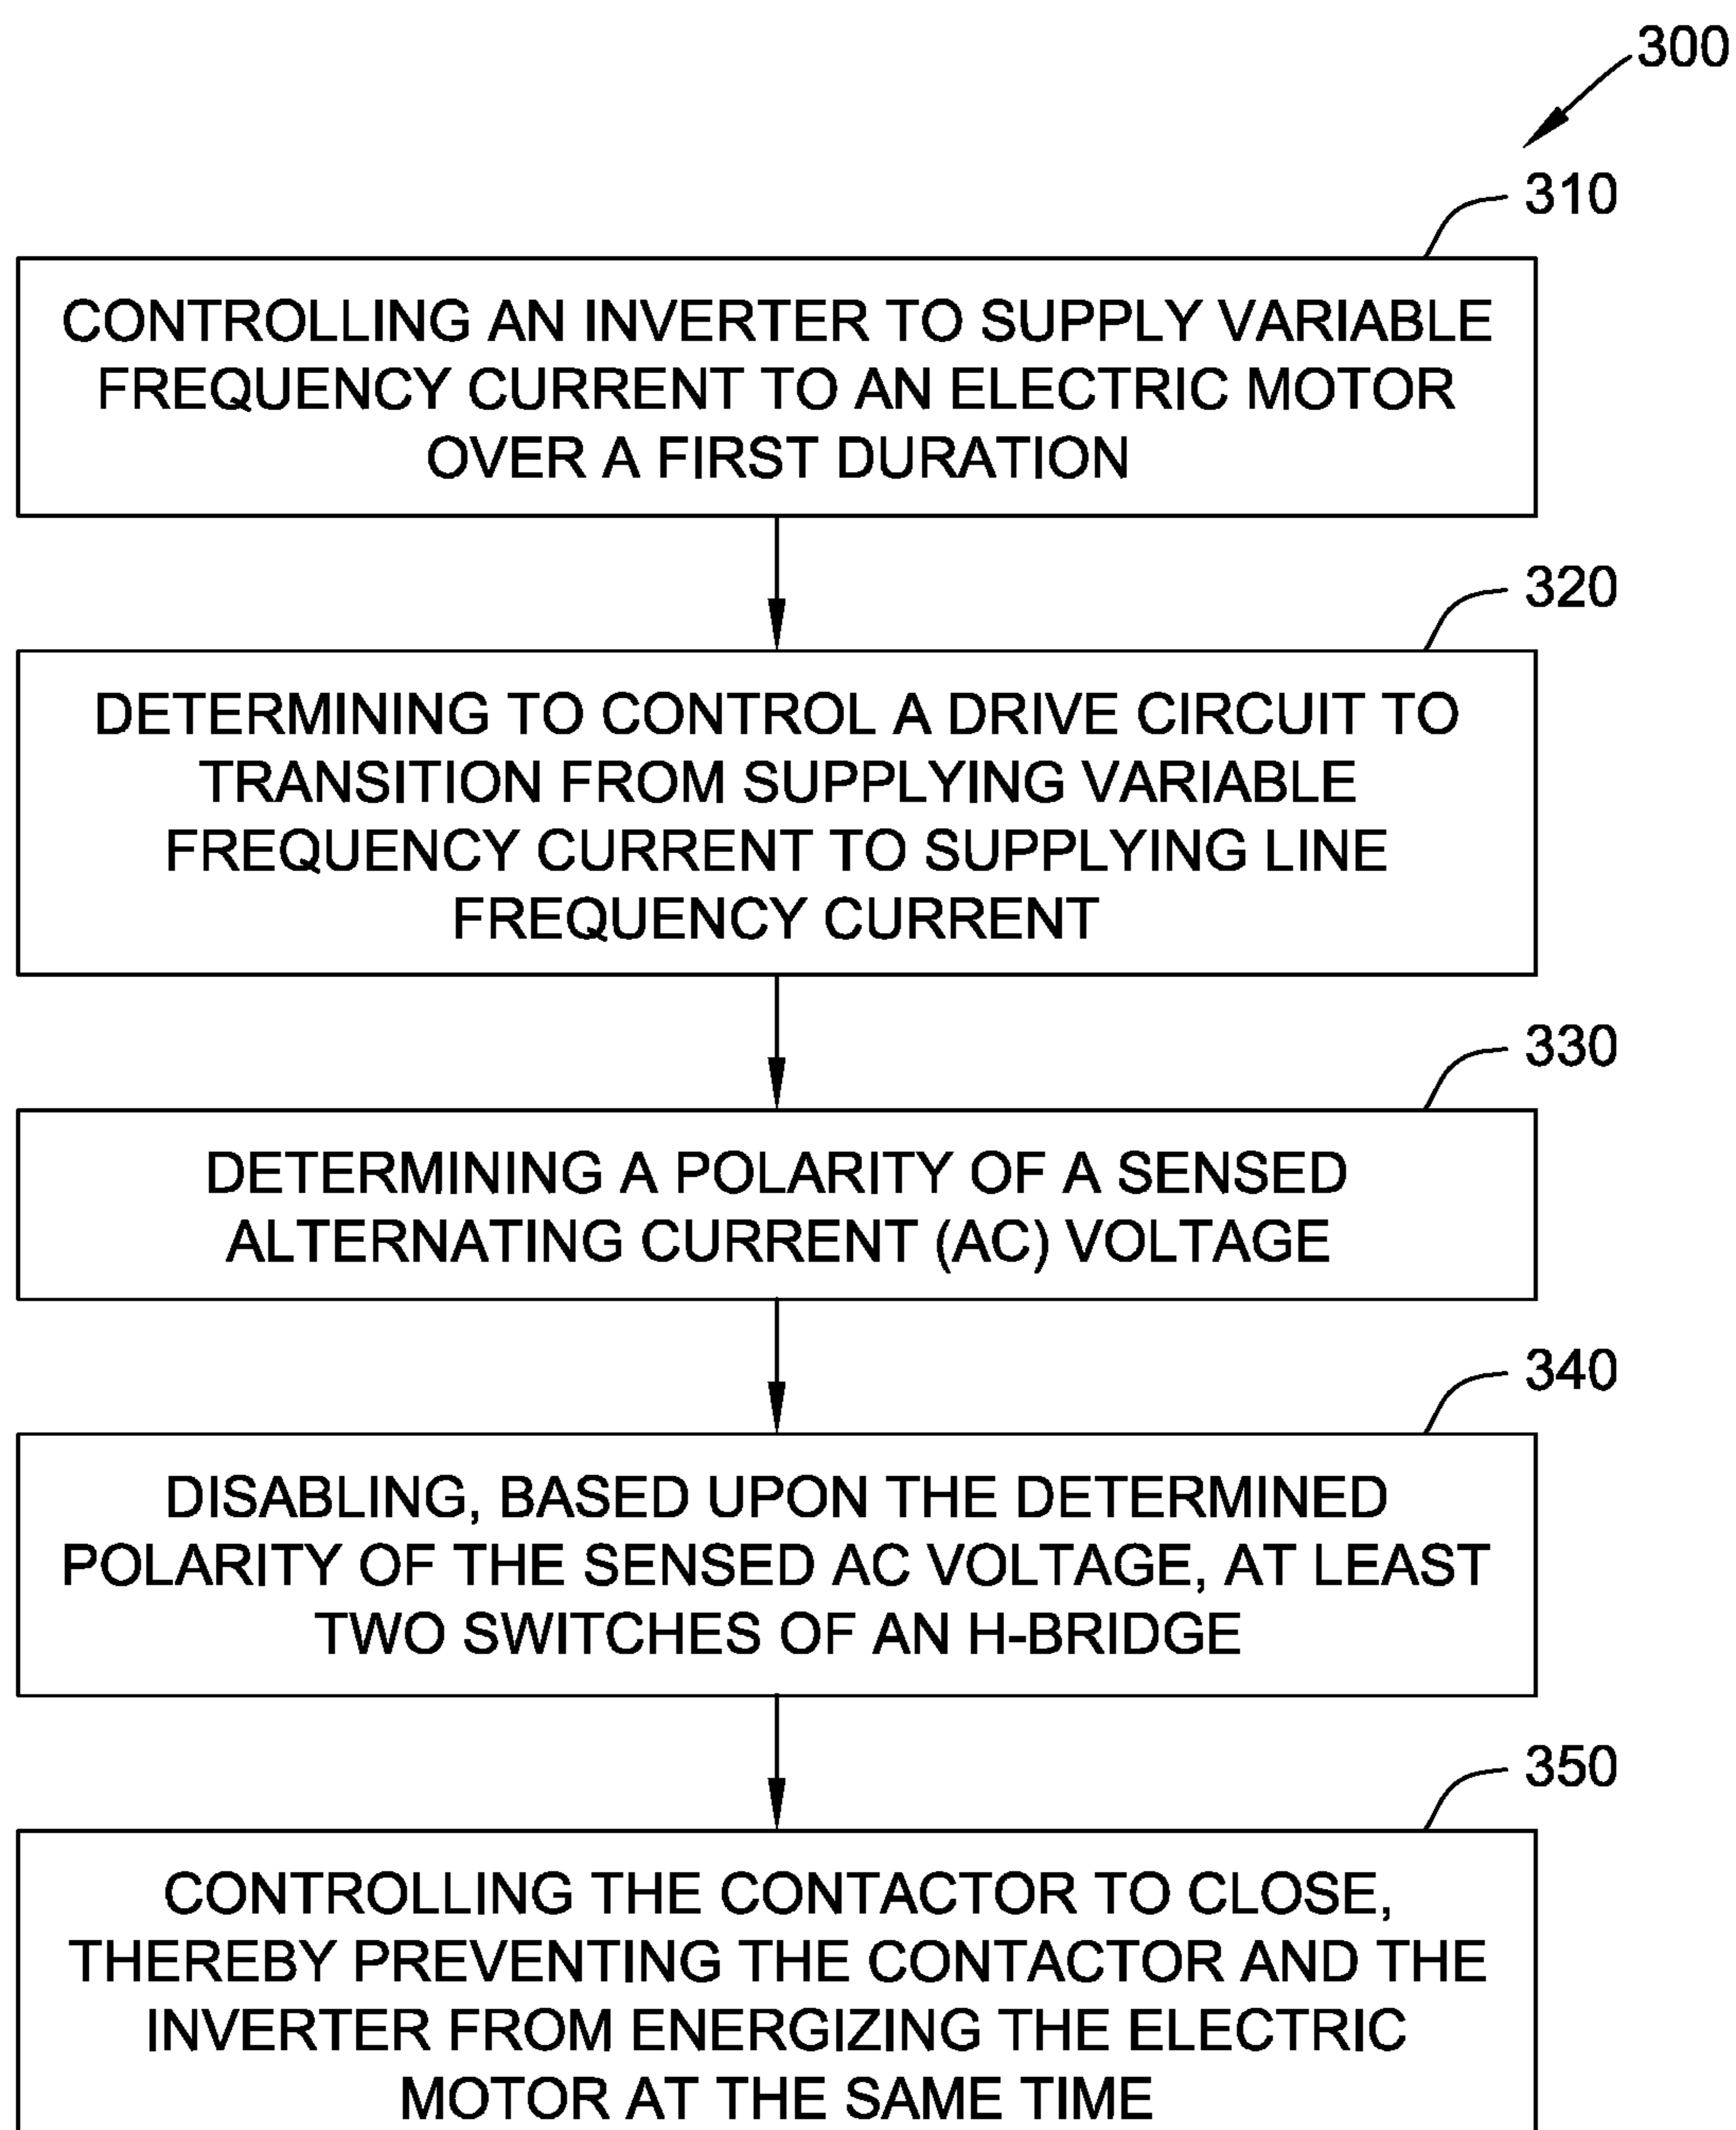 300
310
CONTROLLING AN INVERTER TO SUPPLY VARIABLE
FREQUENCY CURRENT TO AN ELECTRIC MOTOR
OVER A FIRST DURATION
320
DETERMINING TO CONTROL A DRIVE CIRCUIT TO
TRANSITION FROM SUPPLYING VARIABLE
FREQUENCY CURRENT TO SUPPLYING LINE
FREQUENCY CURRENT
330
DETERMINING A POLARITY OF A SENSED
ALTERNATING CURRENT (AC) VOLTAGE
340
DISABLING, BASED UPON THE DETERMINED
POLARITY OF THE SENSED AC VOLTAGE, AT LEAST
TWO SWITCHES OF AN H-BRIDGE
350
CONTROLLING THE CONTACTOR TO CLOSE,
THEREBY PREVENTING THE CONTACTOR AND THE
INVERTER FROM ENERGIZING THE ELECTRIC
MOTOR AT THE SAME TIME